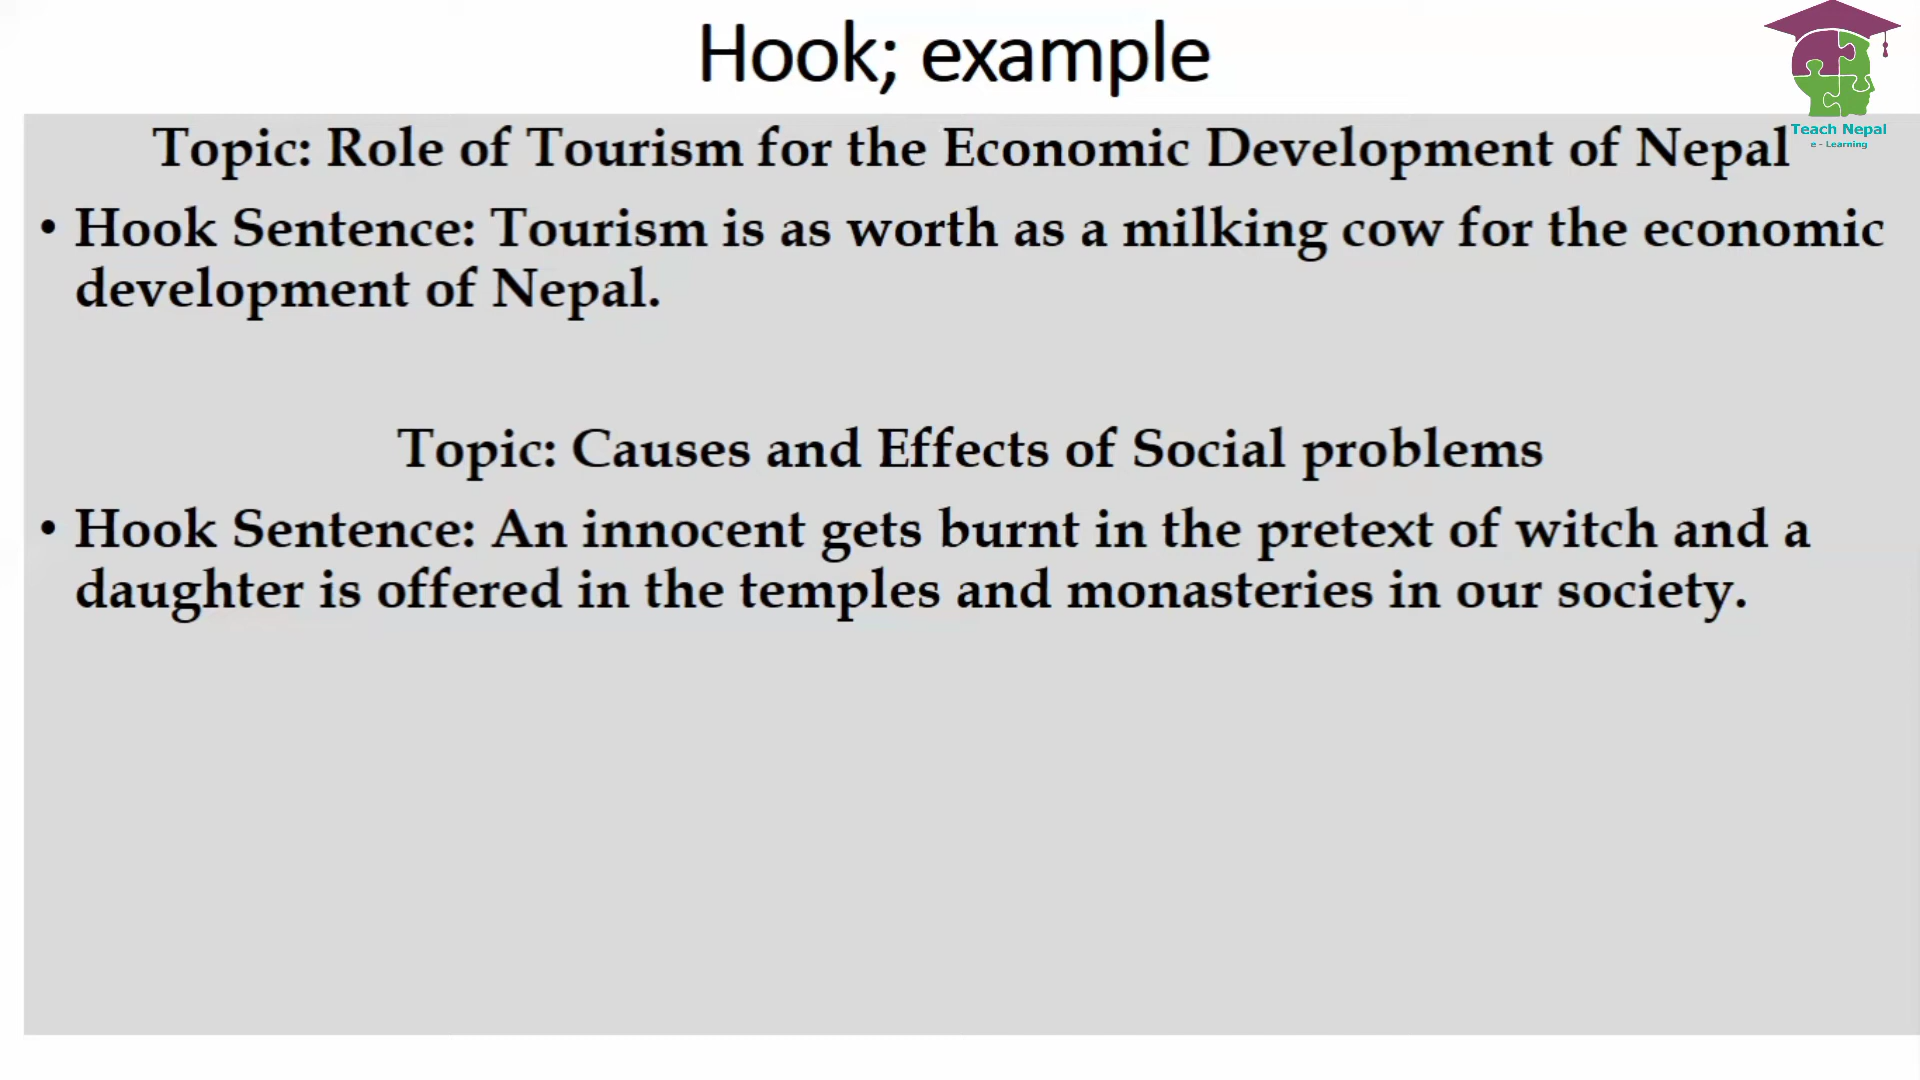 Hook; example
Teach Nepal
e - Learning
Topic: Role of Tourism for the Economic Development of Nepal
• Hook Sentence: Tourism is as worth as a milking cow for the economic
development of Nepal.
Topic: Causes and Effects of Social problems
• Hook Sentence: An innocent gets burnt in the pretext of witch and a
daughter is offered in the temples and monasteries in our society.